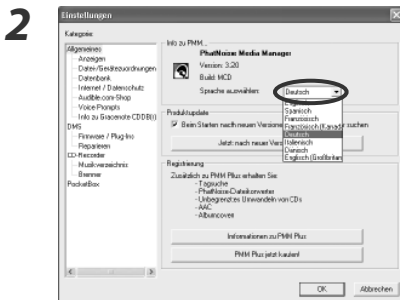 2
Einstellungen
Kategorie:
Allgemeines
Anzeigen
Datei-/Gerätezuordnungen
Datenbank
Internet / Datenschutz
Audible.com-Shop
Voice Prompts
Info zu Gracenote CDDB(
DMS
Firmware / Plug-Ins
Reparieren
CD-Recorder
Musikverzeichnis
Brenner
PocketBox
Info zu PMM...
PhatNoise Media Manager
Version: 3.20
Build: MCD
Sprache auswählen:
Deutsch
Spanisch
Französisch
Französisch (Kanad
Deutsch
Italienisch
Dänisch
Englisch (Großbritan
Produktupdate
Beim Starten nach neuen Versione
suchen
Jetzt nach neuen Vers
Registrierung
Zusätzlich zu PMM Plus erhalten Sie:
- Tagsuche
- PhatNoise-Dateikonverter
- Unbegrenztes Umwandeln von CDs
- AAC
- Albumcover
Informationen zu PMM Plus
PMM Plus jetzt kaufen!
OK
Abbrechen